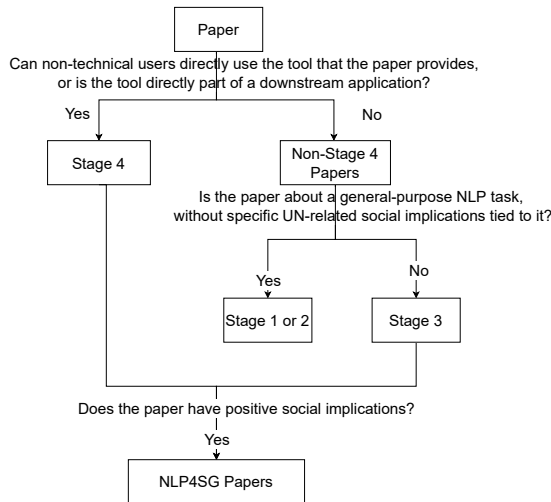 Paper
Can non-technical users directly use the tool that the paper provides,
or is the tool directly part of a downstream application?
Yes
No
Stage 4
Non-Stage 4
Papers
Is the paper about a general-purpose NLP task,
without specific UN-related social implications tied to it?
Yes
No
Stage 1 or 2
Stage 3
Does the paper have positive social implications?
Yes
NLP4SG Papers